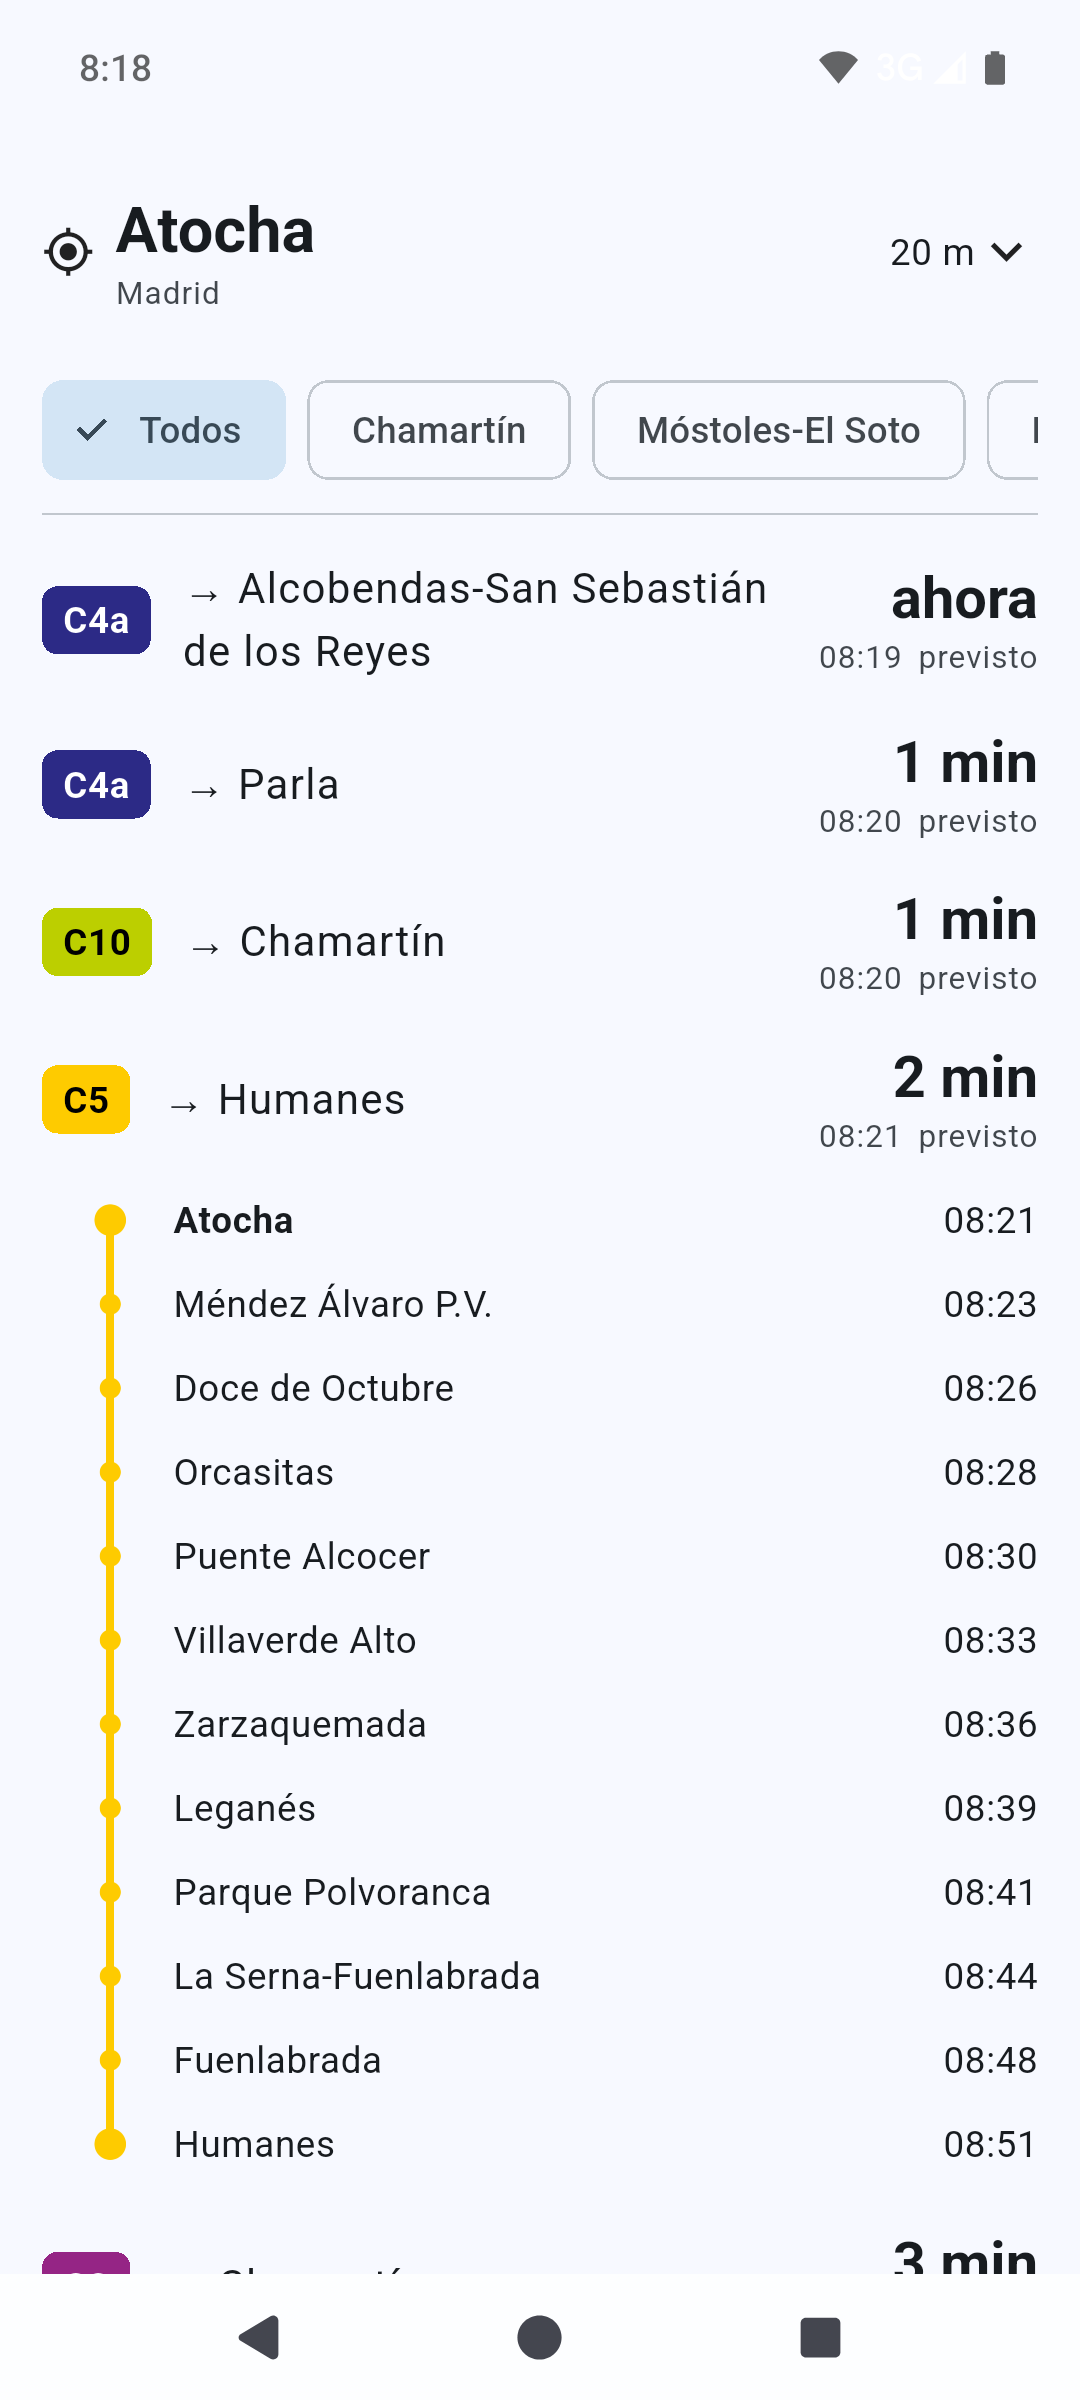 8:18
3G
Atocha
Madrid
20 m
Todos
Chamartín
Móstoles-El Soto
C4a
→ Alcobendas-San Sebastián
de los Reyes
ahora
08:19 previsto
C4a
→ Parla
1 min
08:20 previsto
C10
→ Chamartín
1 min
08:20 previsto
C5
→ Humanes
2 min
08:21 previsto
Atocha 08:21
Méndez Álvaro P.V. 08:23
Doce de Octubre 08:26
Orcasitas 08:28
Puente Alcocer 08:30
Villaverde Alto 08:33
Zarzaquemada 08:36
Leganés 08:39
Parque Polvoranca 08:41
La Serna-Fuenlabrada 08:44
Fuenlabrada 08:48
Humanes 08:51
3 min